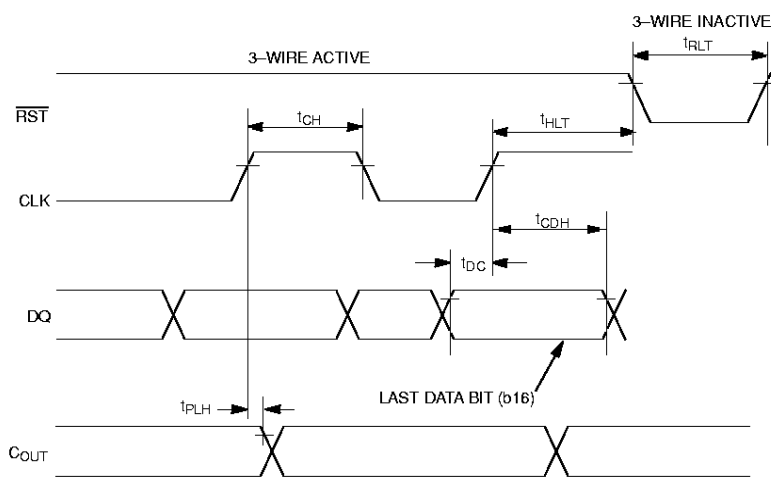 3–WIRE INACTIVE
tRLT
3–WIRE ACTIVE
RST
tCH
tHLT
CLK
tCDH
tDC
DQ
LAST DATA BIT (b16)
tPLH
COUT